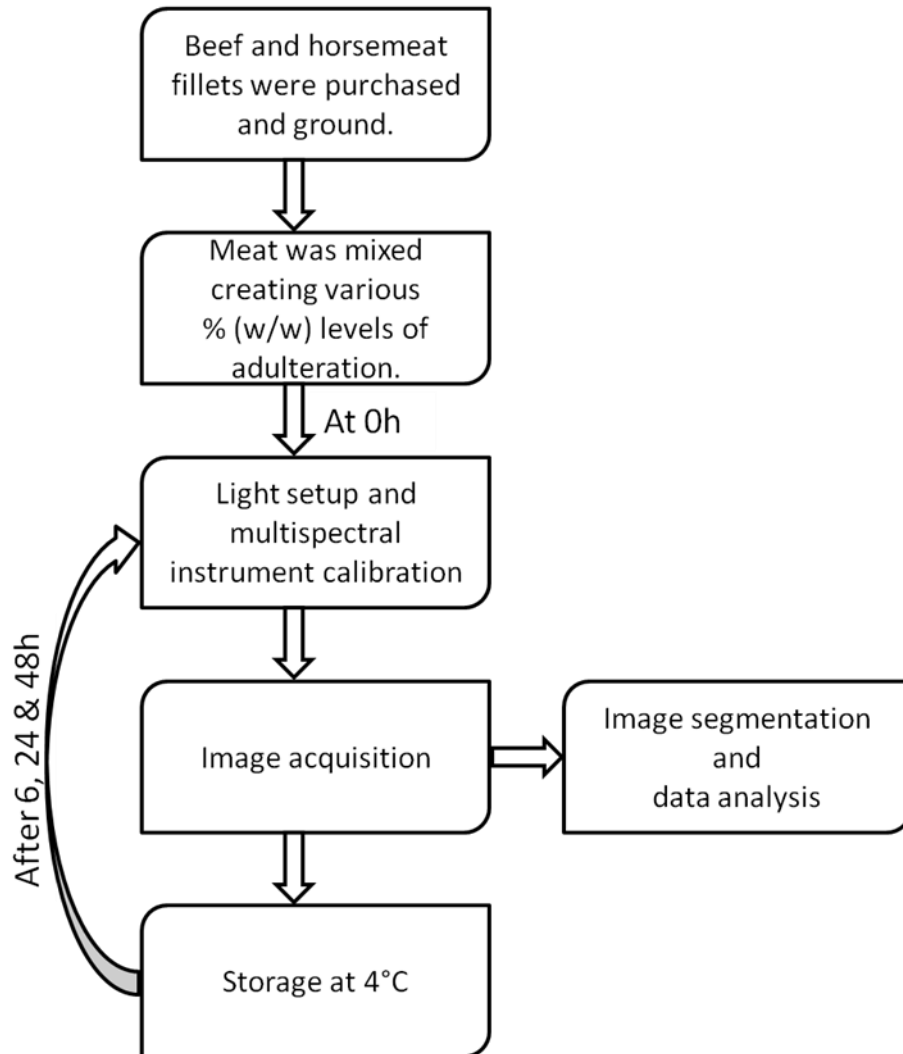 Beef and horsemeat
fillets were purchased
and ground.
Meat was mixed
creating various
% (w/w) levels of
adulteration.
At 0h
Light setup and
multispectral
instrument calibration
After 6, 24 & 48h
Image acquisition
Image segmentation
and
data analysis
Storage at 4°C